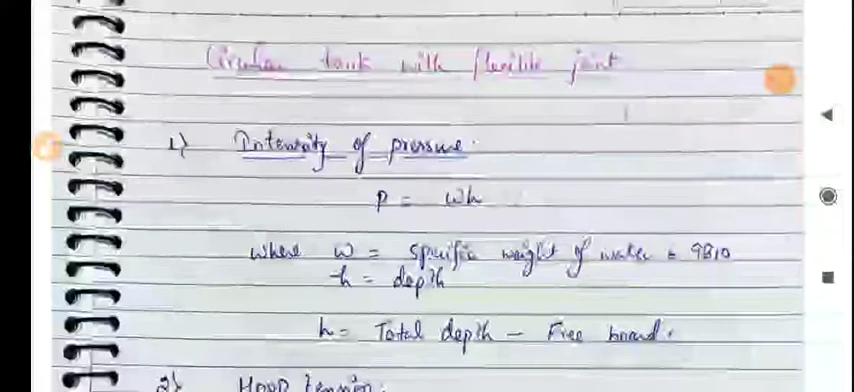 Circular tank with flexible joint
1) Intensity of pressure.
P = wh
where w = specific weight of water = 9810
h = depth
h = Total depth - Free board.
2) Hoop tension.